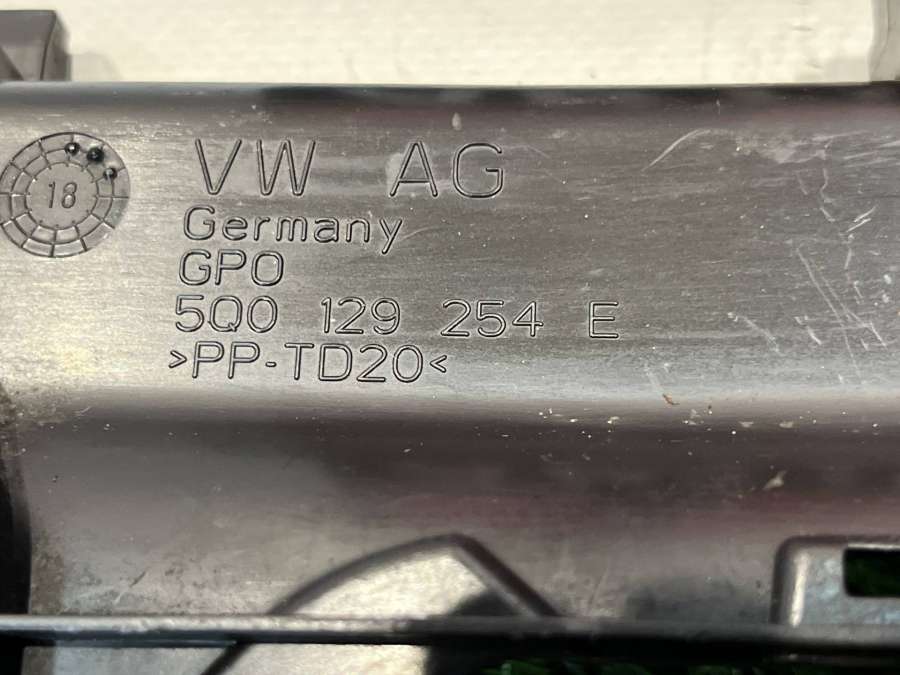 18
VW AG
Germany
GPO
5Q0 129 254 E
>PP-TD20<